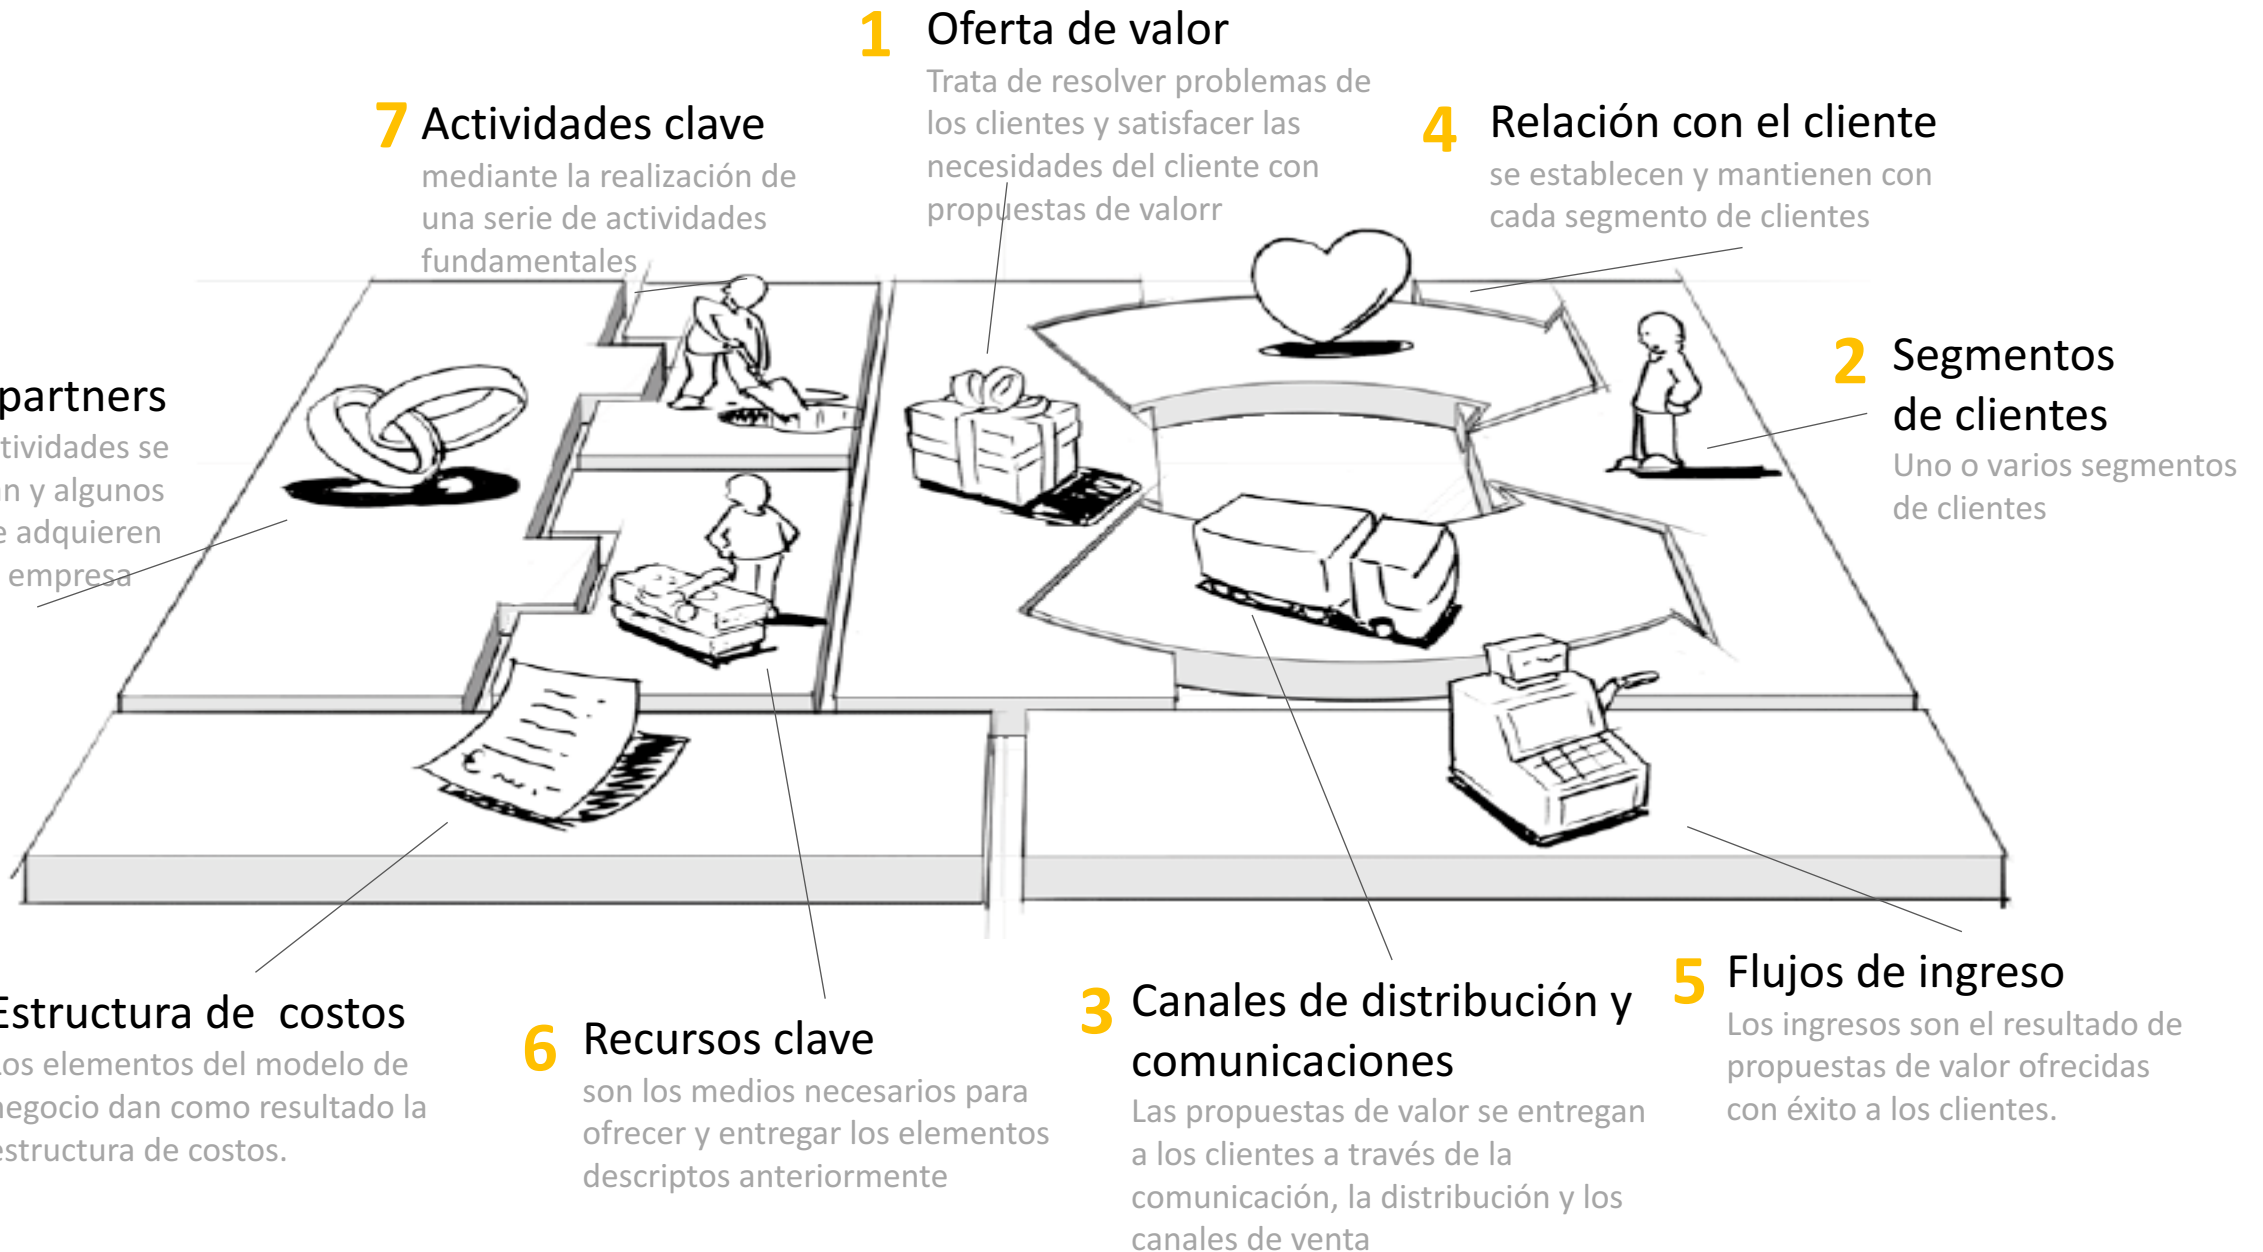 1 Oferta de valor
Trata de resolver problemas de
los clientes y satisfacer las
necesidades del cliente con
propuestas de valorr
7 Actividades clave
mediante la realización de
una serie de actividades
fundamentales
4 Relación con el cliente
se establecen y mantienen con
cada segmento de clientes
2 Segmentos
de clientes
Uno o varios segmentos
de clientes
partners
tividades se
n y algunos
e adquieren
empresa
Estructura de costos
Los elementos del modelo de
negocio dan como resultado la
estructura de costos.
6 Recursos clave
son los medios necesarios para
ofrecer y entregar los elementos
descriptos anteriormente
3 Canales de distribución y
comunicaciones
Las propuestas de valor se entregan
a los clientes a través de la
comunicación, la distribución y los
canales de venta
5 Flujos de ingreso
Los ingresos son el resultado de
propuestas de valor ofrecidas
con éxito a los clientes.